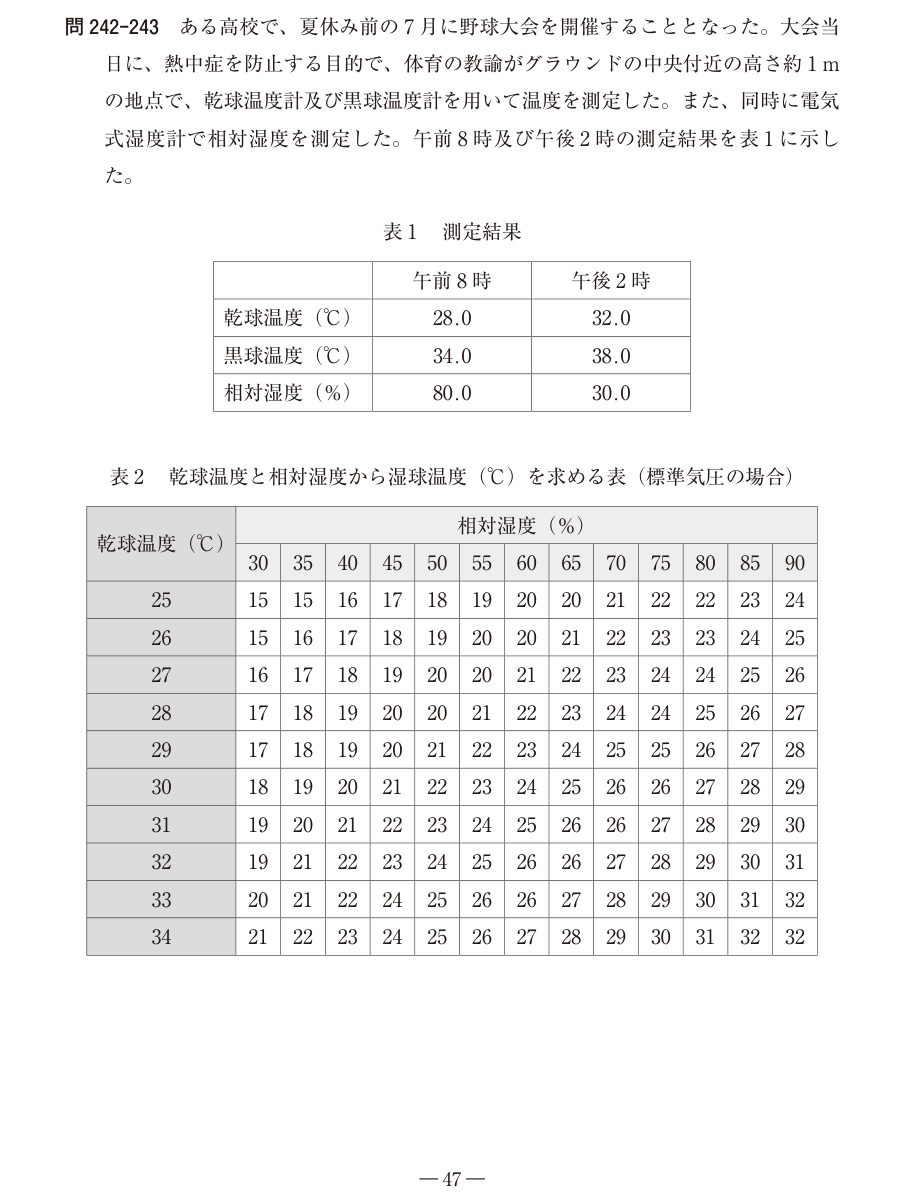 問 242−243　ある高校で、夏休み前の７月に野球大会を開催することとなった。大会当
日に、熱中症を防止する目的で、体育の教諭がグラウンドの中央付近の高さ約１m
の地点で、乾球温度計及び黒球温度計を用いて温度を測定した。また、同時に電気
式湿度計で相対湿度を測定した。午前８時及び午後２時の測定結果を表１に示し
た。
表１　測定結果
午前８時　午後２時
乾球温度（℃）　28.0　32.0
黒球温度（℃）　34.0　38.0
相対湿度（％）　80.0　30.0
表２　乾球温度と相対湿度から湿球温度（℃）を求める表（標準気圧の場合）
乾球温度（℃）　相対湿度（％）
30 35 40 45 50 55 60 65 70 75 80 85 90
25 15 15 16 17 18 19 20 20 21 22 22 23 24
26 15 16 17 18 19 20 20 21 22 23 23 24 25
27 16 17 18 19 20 20 21 22 23 24 24 25 26
28 17 18 19 20 20 21 22 23 24 24 25 26 27
29 17 18 19 20 21 22 23 24 25 25 26 27 28
30 18 19 20 21 22 23 24 25 26 26 27 28 29
31 19 20 21 22 23 24 25 26 26 27 28 29 30
32 19 21 22 23 24 25 26 26 27 28 29 30 31
33 20 21 22 24 25 26 26 27 28 29 30 31 32
34 21 22 23 24 25 26 27 28 29 30 31 32 32
— 47 —